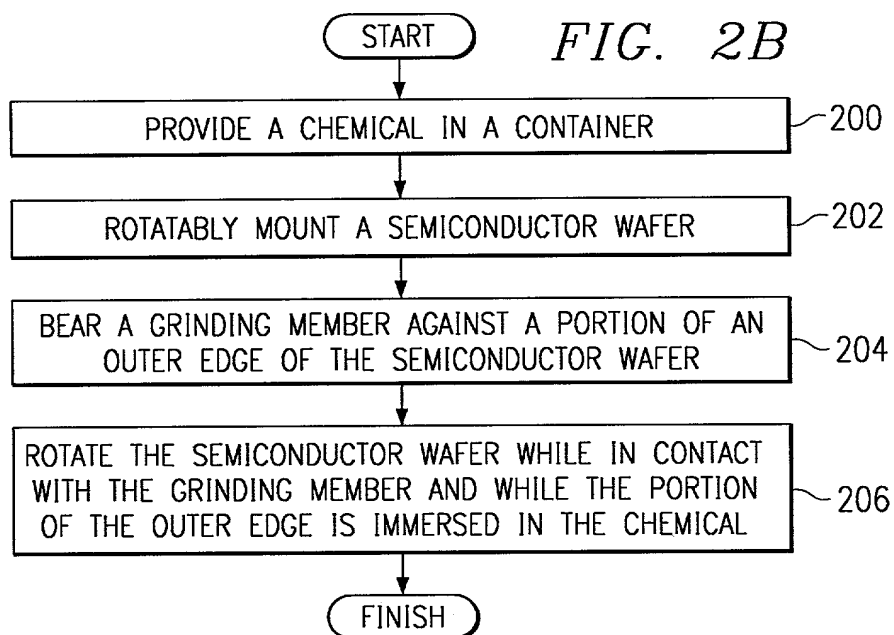 START
FIG. 2B
PROVIDE A CHEMICAL IN A CONTAINER
200
ROTATABLY MOUNT A SEMICONDUCTOR WAFER
202
BEAR A GRINDING MEMBER AGAINST A PORTION OF AN
OUTER EDGE OF THE SEMICONDUCTOR WAFER
204
ROTATE THE SEMICONDUCTOR WAFER WHILE IN CONTACT
WITH THE GRINDING MEMBER AND WHILE THE PORTION
OF THE OUTER EDGE IS IMMERSED IN THE CHEMICAL
206
FINISH